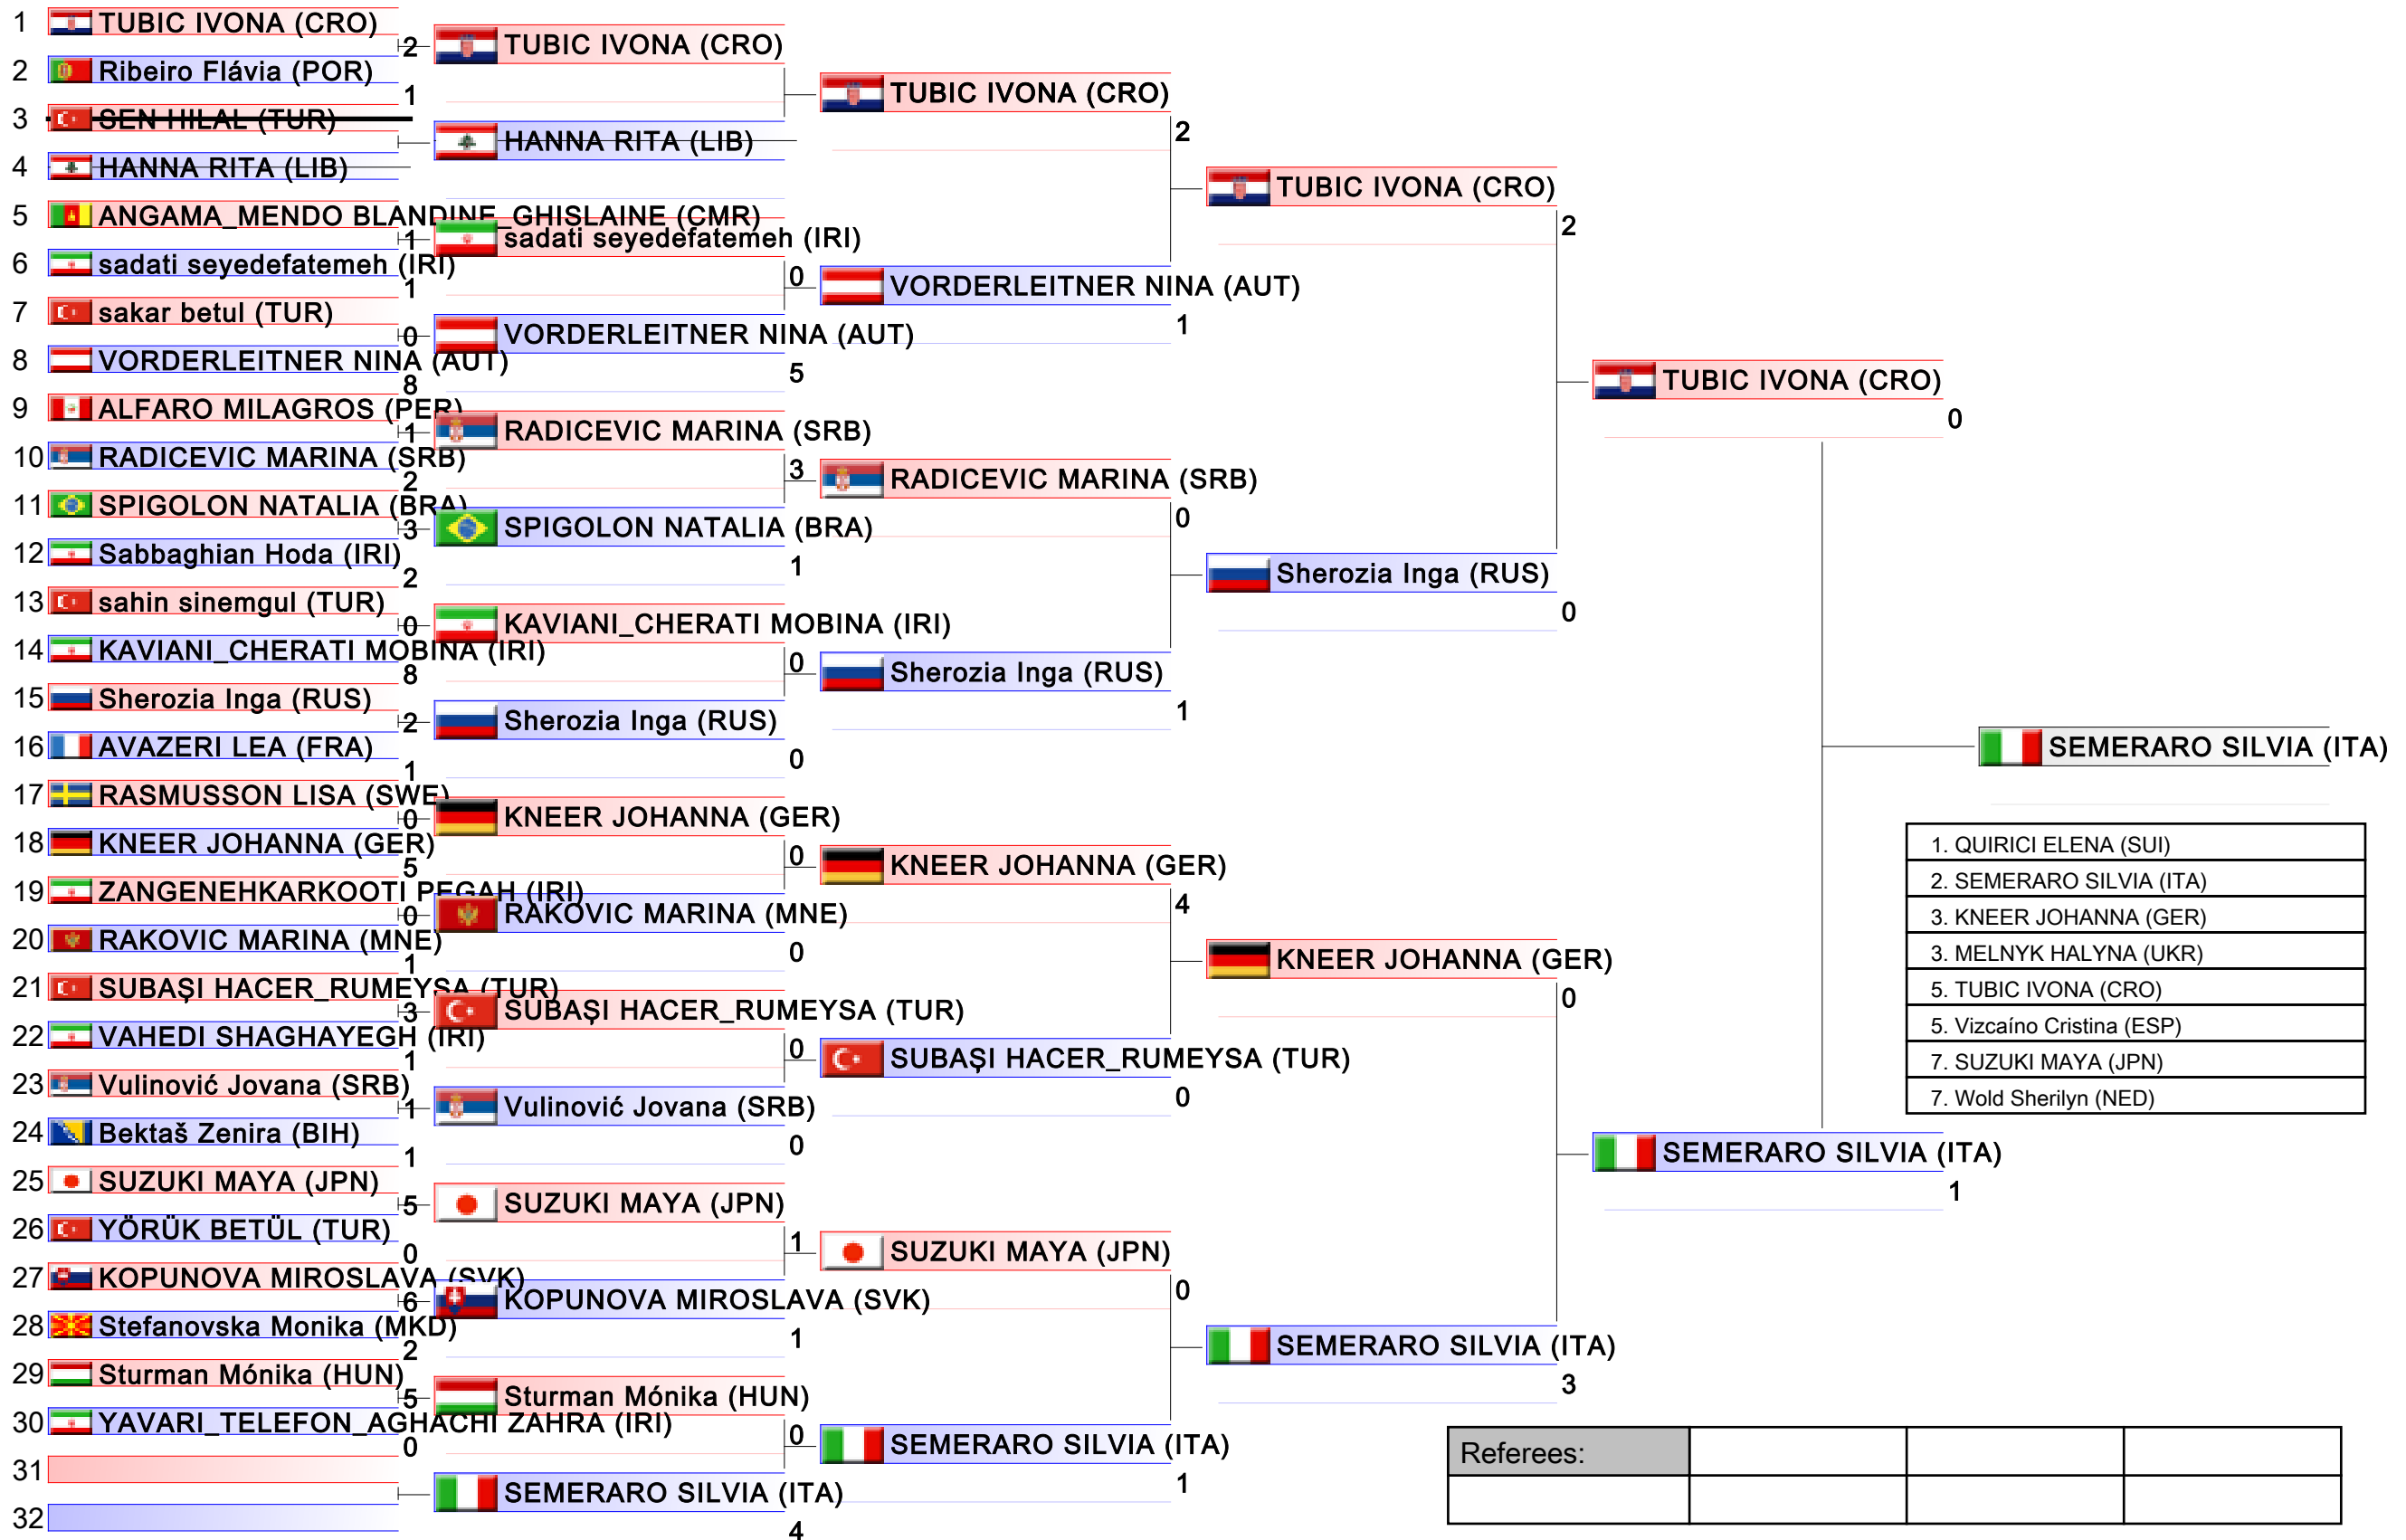 1 TUBIC IVONA (CRO)
2 Ribeiro Flávia (POR)
3 SEN HILAL (TUR)
4 HANNA RITA (LIB)
5 ANGAMA_MENDO BLANDINE_GHISLAINE (CMR)
6 sadati seyedefatemeh (IRI)
7 sakar betul (TUR)
8 VORDERLEITNER NINA (AUT)
9 ALFARO MILAGROS (PER)
10 RADICEVIC MARINA (SRB)
11 SPIGOLON NATALIA (BRA)
12 Sabbaghian Hoda (IRI)
13 sahin sinemgul (TUR)
14 KAVIANI_CHERATI MOBINA (IRI)
15 Sherozia Inga (RUS)
16 AVAZERI LEA (FRA)
17 RASMUSSON LISA (SWE)
18 KNEER JOHANNA (GER)
19 ZANGENEHKARKOOTI PEGAH (IRI)
20 RAKOVIC MARINA (MNE)
21 SUBAŞI HACER_RUMEYSA (TUR)
22 VAHEDI SHAGHAYEGH (IRI)
23 Vulinović Jovana (SRB)
24 Bektaš Zenira (BIH)
25 SUZUKI MAYA (JPN)
26 YÖRÜK BETÜL (TUR)
27 KOPUNOVA MIROSLAVA (SVK)
28 Stefanovska Monika (MKD)
29 Sturman Mónika (HUN)
30 YAVARI_TELEFON_AGHACHI ZAHRA (IRI)
31
32
2
1
1
1
0
8
1
2
3
2
0
8
2
1
0
5
0
1
3
1
1
1
5
0
6
2
5
0
TUBIC IVONA (CRO)
HANNA RITA (LIB)
sadati seyedefatemeh (IRI)
0
VORDERLEITNER NINA (AUT)
5
RADICEVIC MARINA (SRB)
3
SPIGOLON NATALIA (BRA)
1
KAVIANI_CHERATI MOBINA (IRI)
0
Sherozia Inga (RUS)
0
KNEER JOHANNA (GER)
0
RAKOVIC MARINA (MNE)
0
SUBAŞI HACER_RUMEYSA (TUR)
0
Vulinović Jovana (SRB)
0
SUZUKI MAYA (JPN)
1
KOPUNOVA MIROSLAVA (SVK)
1
Sturman Mónika (HUN)
0
SEMERARO SILVIA (ITA)
4
TUBIC IVONA (CRO)
2
VORDERLEITNER NINA (AUT)
1
RADICEVIC MARINA (SRB)
0
Sherozia Inga (RUS)
1
KNEER JOHANNA (GER)
4
SUBAŞI HACER_RUMEYSA (TUR)
0
SUZUKI MAYA (JPN)
0
SEMERARO SILVIA (ITA)
1
TUBIC IVONA (CRO)
2
Sherozia Inga (RUS)
0
KNEER JOHANNA (GER)
0
SEMERARO SILVIA (ITA)
3
TUBIC IVONA (CRO)
0
SEMERARO SILVIA (ITA)
1
SEMERARO SILVIA (ITA)
1. QUIRICI ELENA (SUI)
2. SEMERARO SILVIA (ITA)
3. KNEER JOHANNA (GER)
3. MELNYK HALYNA (UKR)
5. TUBIC IVONA (CRO)
5. Vizcaíno Cristina (ESP)
7. SUZUKI MAYA (JPN)
7. Wold Sherilyn (NED)
Referees: